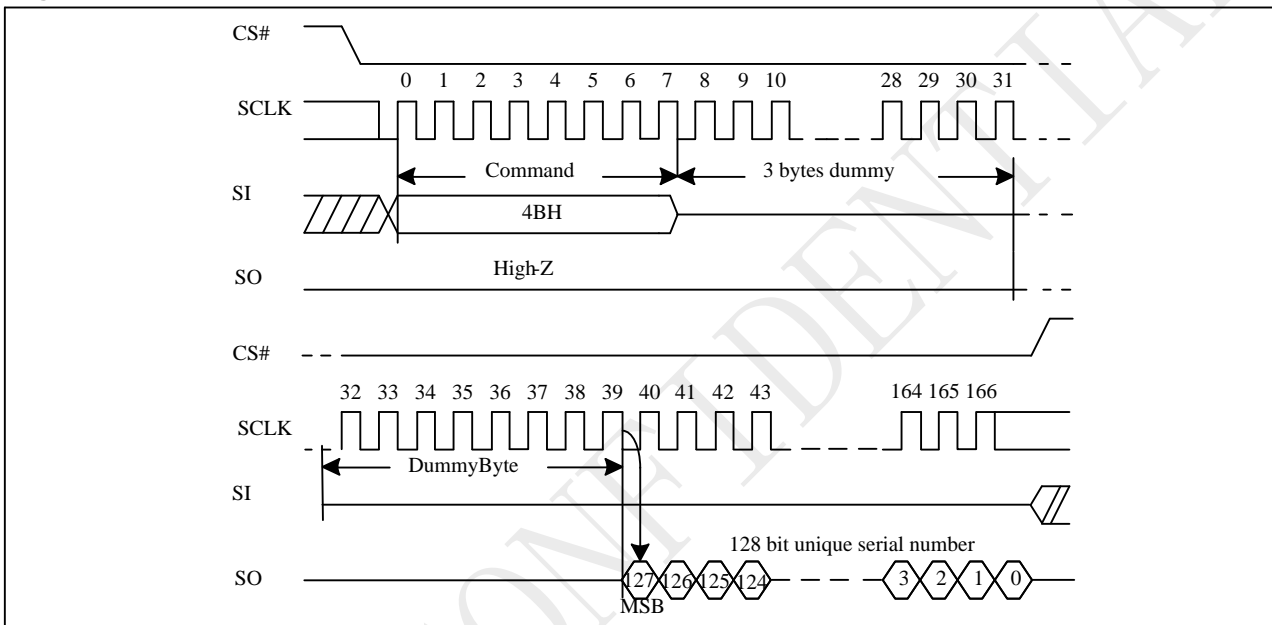 CS#
0 1 2 3 4 5 6 7 8 9 10 28 29 30 31
SCLK
Command 3 bytes dummy
SI
4BH
High-Z
SO
CS#
32 33 34 35 36 37 38 39 40 41 42 43 164 165 166
SCLK
DummyByte
SI
128 bit unique serial number
SO 127 126 125 124 3 2 1 0
MSB